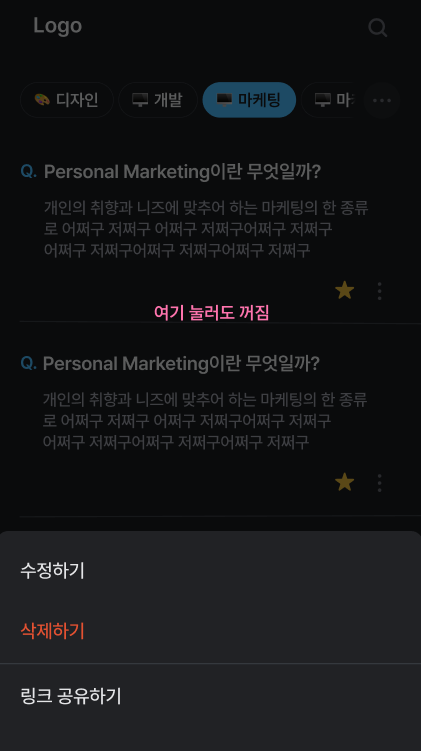 Logo
디자인
개발
마케팅
마
Q. Personal Marketing이란 무엇일까?
개인의 취향과 니즈에 맞추어 하는 마케팅의 한 종류
로 어쩌구 저쩌구 어쩌구 저쩌구어쩌구 저쩌구
어쩌구 저쩌구어쩌구 저쩌구어쩌구 저쩌구
여기 눌러도 꺼짐
Q. Personal Marketing이란 무엇일까?
개인의 취향과 니즈에 맞추어 하는 마케팅의 한 종류
로 어쩌구 저쩌구 어쩌구 저쩌구어쩌구 저쩌구
어쩌구 저쩌구어쩌구 저쩌구어쩌구 저쩌구
수정하기
삭제하기
링크 공유하기